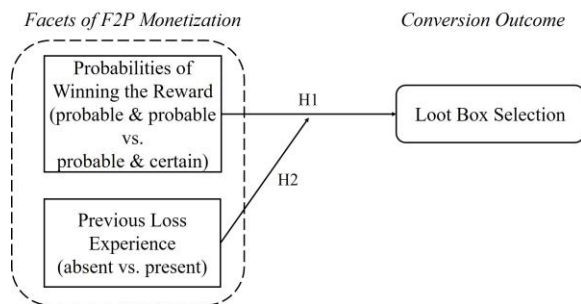 Facets of F2P Monetization
Conversion Outcome
Probabilities of
Winning the Reward
(probable & probable
vs.
probable & certain)
H1
Loot Box Selection
H2
Previous Loss
Experience
(absent vs. present)